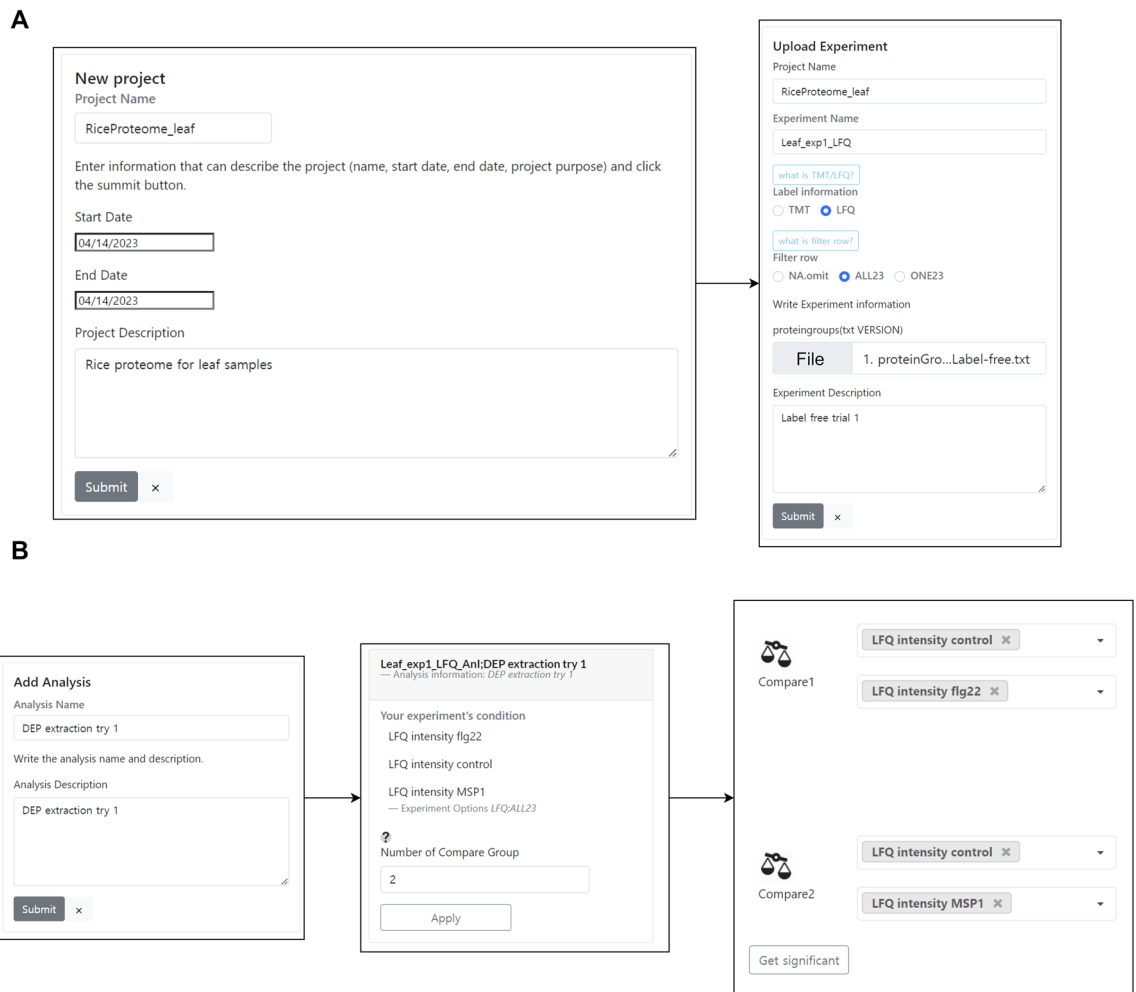 A
New project
Project Name
RiceProteome_leaf
Enter information that can describe the project (name, start date, end date, project purpose) and click
the summit button.
Start Date
04/14/2023
End Date
04/14/2023
Project Description
Rice proteome for leaf samples
Submit ×
Upload Experiment
Project Name
RiceProteome_leaf
Experiment Name
Leaf_exp1_LFQ
what is TMT/LFQ?
Label information
TMT LFQ
what is filter row?
Filter row
NA.omit ALL23 ONE23
Write Experiment information
proteingroups(txt VERSION)
File 1. proteinGro...Label-free.txt
Experiment Description
Label free trial 1
Submit ×
B
Add Analysis
Analysis Name
DEP extraction try 1
Write the analysis name and description.
Analysis Description
DEP extraction try 1
Submit ×
Leaf_exp1_LFQ_Anl;DEP extraction try 1
— Analysis information: DEP extraction try 1
Your experiment's condition
LFQ intensity flg22
LFQ intensity control
LFQ intensity MSP1
— Experiment Options LFQ;ALL23
?
Number of Compare Group
2
Apply
Compare1
LFQ intensity control ×
LFQ intensity flg22 ×
Compare2
LFQ intensity control ×
LFQ intensity MSP1 ×
Get significant